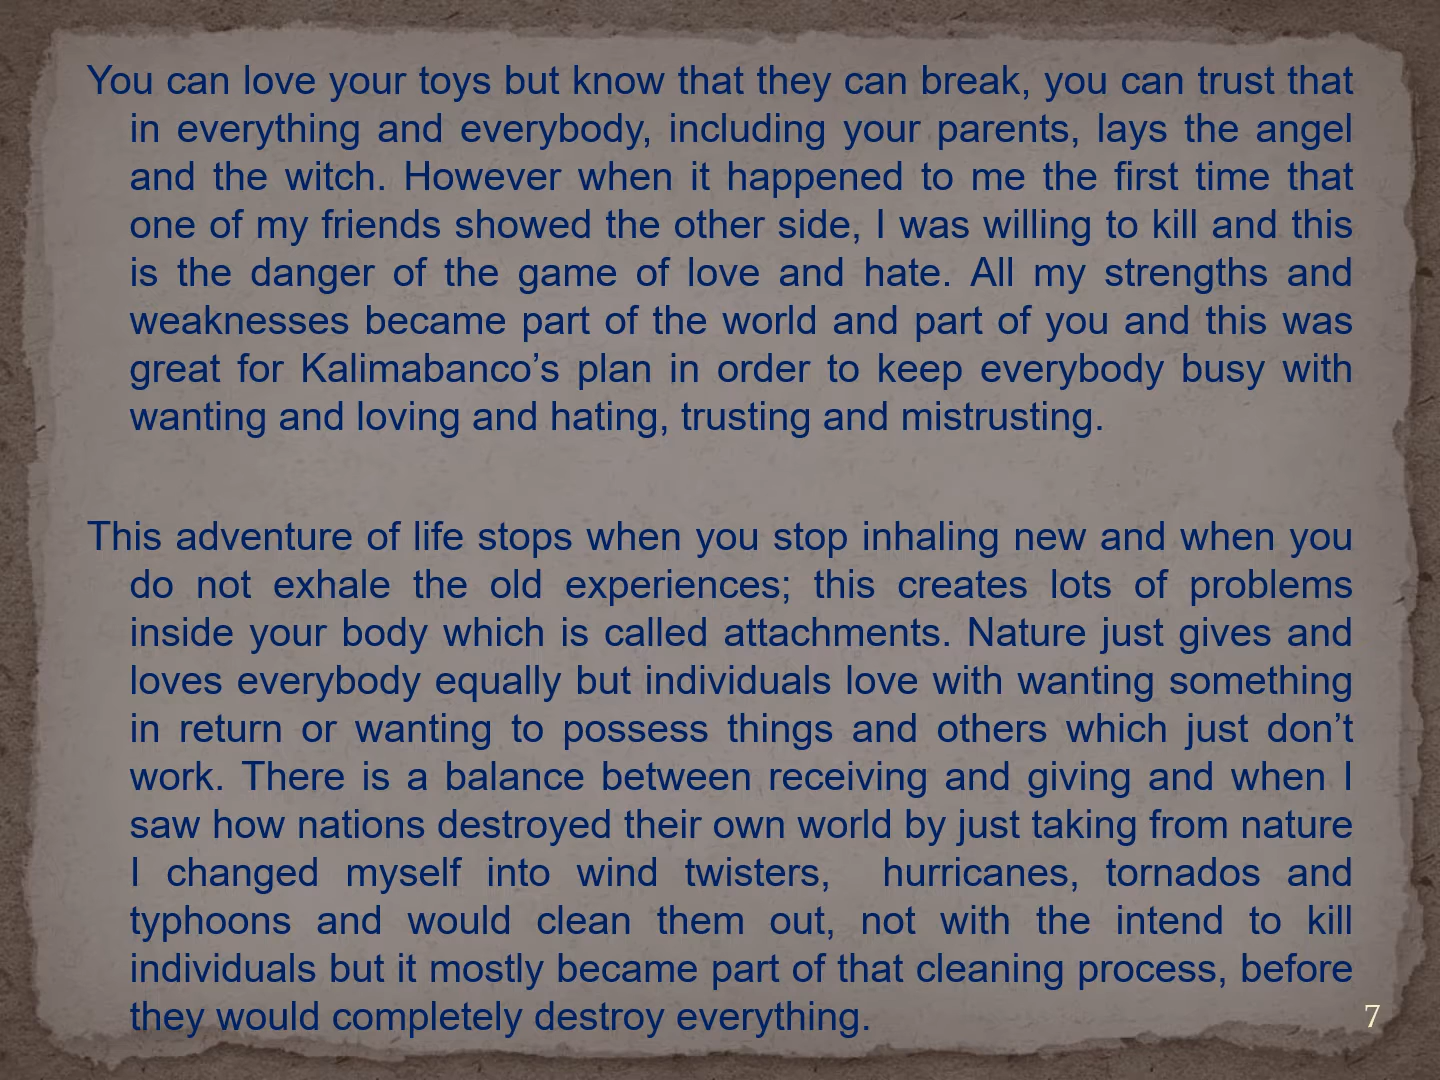 You can love your toys but know that they can break, you can trust that
in everything and everybody, including your parents, lays the angel
and the witch. However when it happened to me the first time that
one of my friends showed the other side, I was willing to kill and this
is the danger of the game of love and hate. All my strengths and
weaknesses became part of the world and part of you and this was
great for Kalimabanco’s plan in order to keep everybody busy with
wanting and loving and hating, trusting and mistrusting.
This adventure of life stops when you stop inhaling new and when you
do not exhale the old experiences; this creates lots of problems
inside your body which is called attachments. Nature just gives and
loves everybody equally but individuals love with wanting something
in return or wanting to possess things and others which just don’t
work. There is a balance between receiving and giving and when I
saw how nations destroyed their own world by just taking from nature
I changed myself into wind twisters, hurricanes, tornados and
typhoons and would clean them out, not with the intend to kill
individuals but it mostly became part of that cleaning process, before
they would completely destroy everything.
7